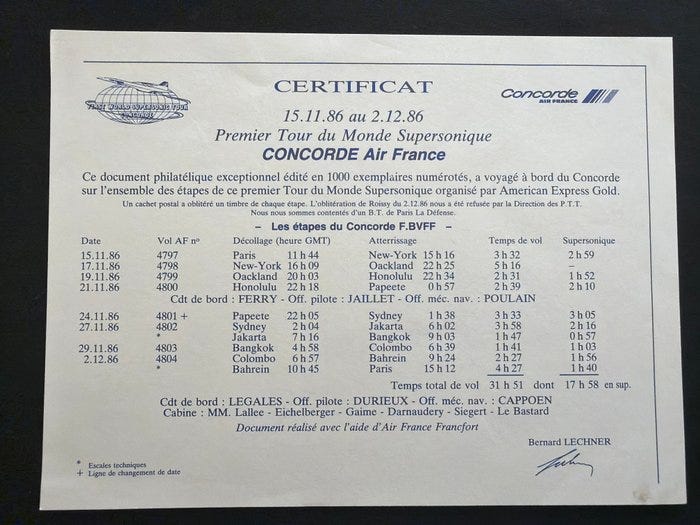 FIRST WORLD SUPERSONIC TOUR
CONCORDE
CERTIFICAT
Concorde
AIR FRANCE
15.11.86 au 2.12.86
Premier Tour du Monde Supersonique
CONCORDE Air France
Ce document philatélique exceptionnel édité en 1000 exemplaires numérotés, a voyagé à bord du Concorde
sur l'ensemble des étapes de ce premier Tour du Monde Supersonique organisé par American Express Gold.
Un cachet postal a oblitéré un timbre de chaque étape. L'oblitération de Roissy du 2.12.86 nous a été refusée par la Direction des P.T.T.
Nous nous sommes contentés d'un B.T. de Paris La Défense.
– Les étapes du Concorde F.BVFF –
Date Vol AF n° Décollage (heure GMT) Atterrissage Temps de vol Supersonique
15.11.86 4797 Paris 11 h 44 New-York 15 h 16 3 h 32 2 h 59
17.11.86 4798 New-York 16 h 09 Oackland 22 h 25 5 h 16 –
19.11.86 4799 Oackland 20 h 03 Honolulu 22 h 34 2 h 31 1 h 52
21.11.86 4800 Honolulu 22 h 18 Papeete 0 h 57 2 h 39 2 h 10
Cdt de bord : FERRY - Off. pilote : JAILLET - Off. méc. nav. : POULAIN
24.11.86 4801 + Papeete 22 h 05 Sydney 1 h 38 3 h 33 3 h 05
27.11.86 4802 Sydney 2 h 04 Jakarta 6 h 02 3 h 58 2 h 16
* Jakarta 7 h 16 Bangkok 9 h 03 1 h 47 0 h 57
29.11.86 4803 Bangkok 4 h 58 Colombo 6 h 39 1 h 41 1 h 03
2.12.86 4804 Colombo 6 h 57 Bahrein 9 h 24 2 h 27 1 h 56
* Bahrein 10 h 45 Paris 15 h 12 4 h 27 1 h 40
Temps total de vol 31 h 51 dont 17 h 58 en sup.
Cdt de bord : LEGALES - Off. pilote : DURIEUX - Off. méc. nav. : CAPPOEN
Cabine : MM. Lallee - Eichelberger - Gaime - Darnaudery - Siegert - Le Bastard
Document réalisé avec l'aide d'Air France Francfort
Bernard LECHNER
* Escales techniques
+ Ligne de changement de date